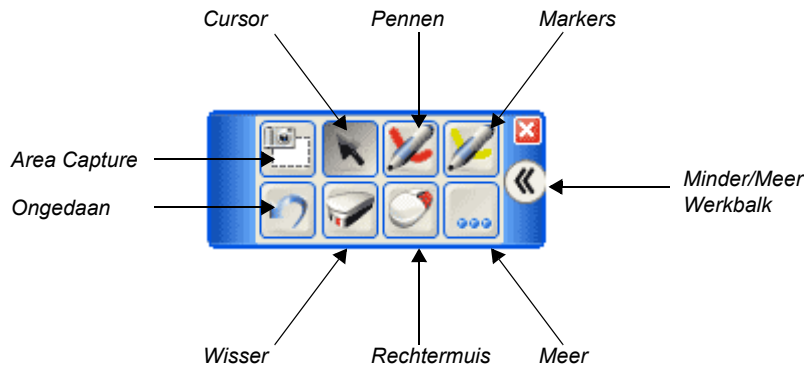 Cursor
Pennen
Markers
Area Capture
Minder/Meer
Werkbalk
Ongedaan
Wisser
Rechtermuis
Meer